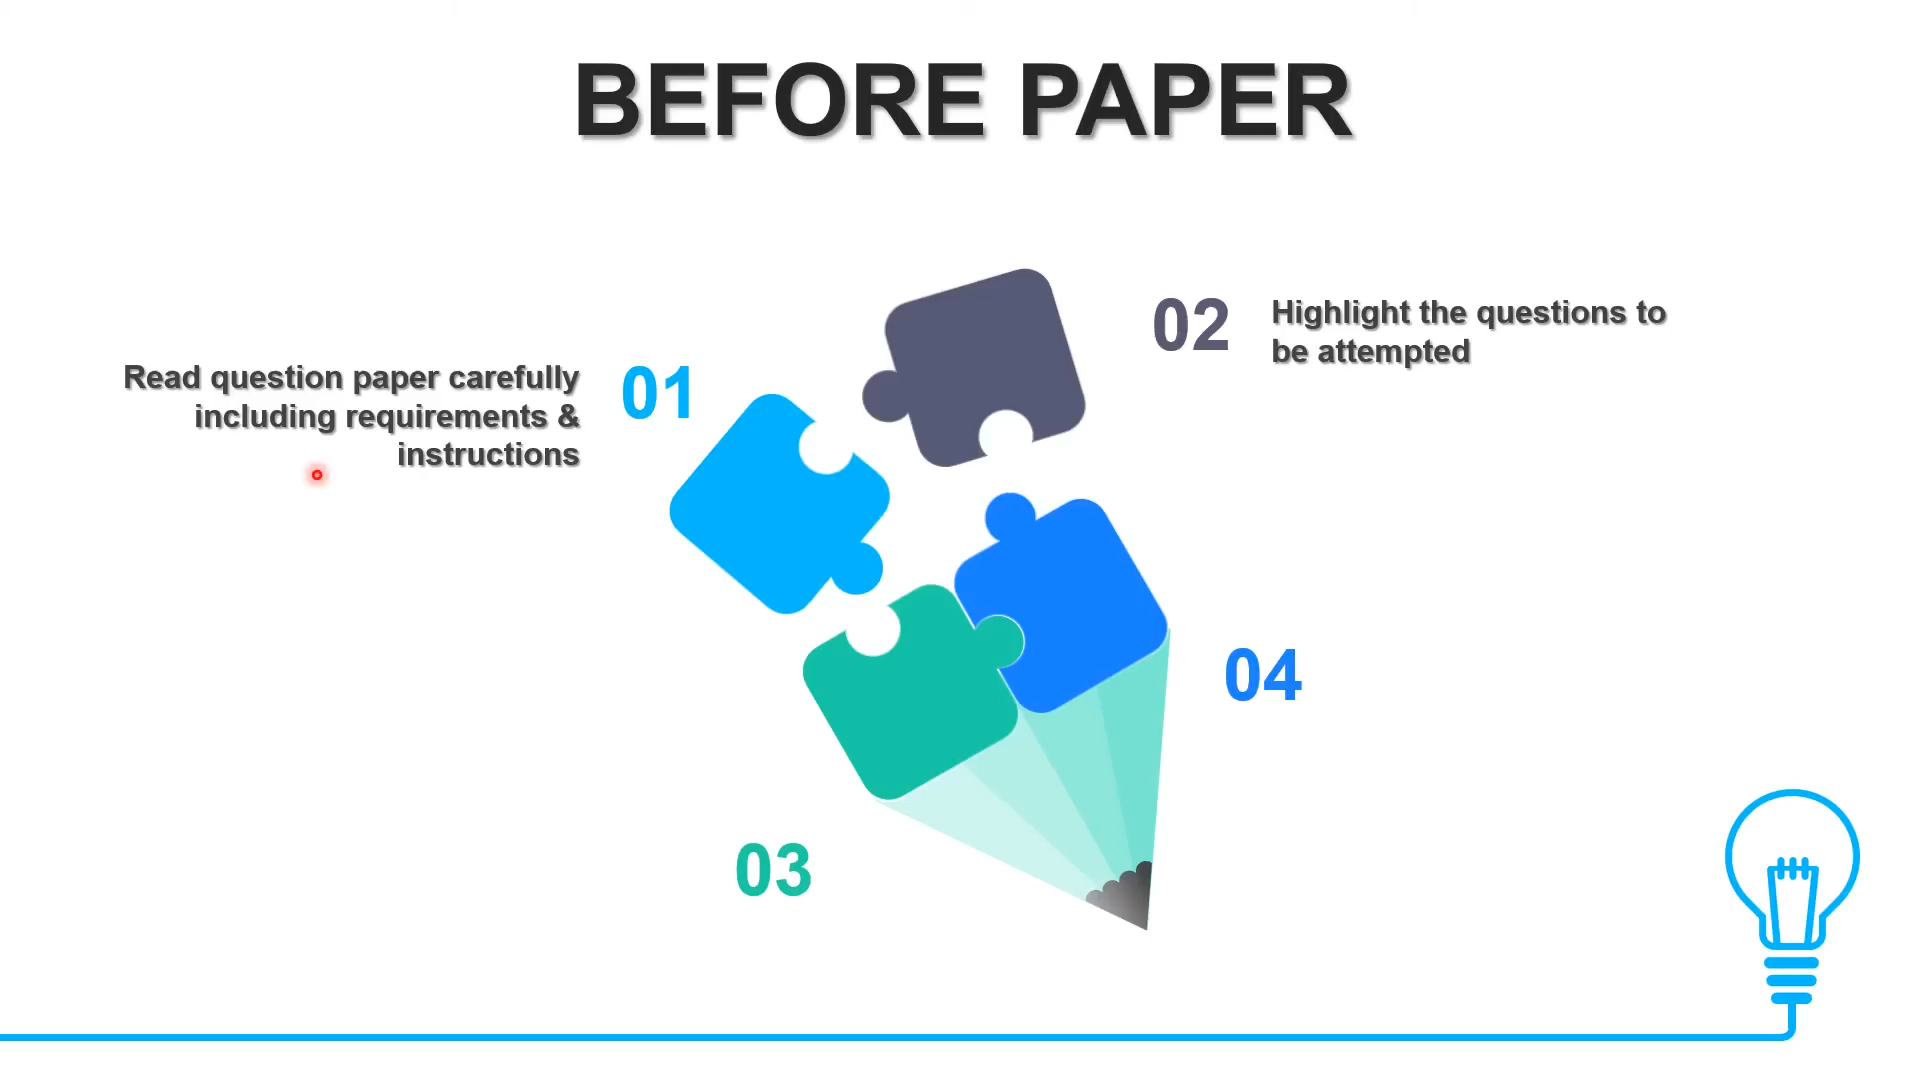 BEFORE PAPER
01
Read question paper carefully
including requirements &
instructions
02
Highlight the questions to
be attempted
03
04